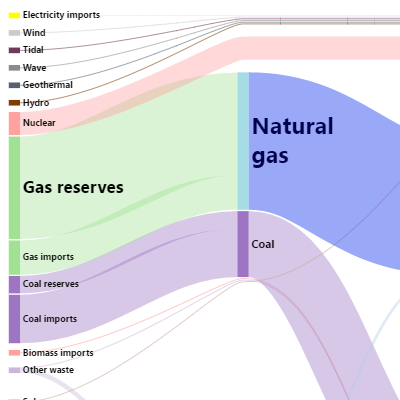 Electricity imports
Wind
Tidal
Wave
Geothermal
Hydro
Nuclear
Gas reserves
Gas imports
Coal reserves
Coal imports
Biomass imports
Other waste
Natural
gas
Coal